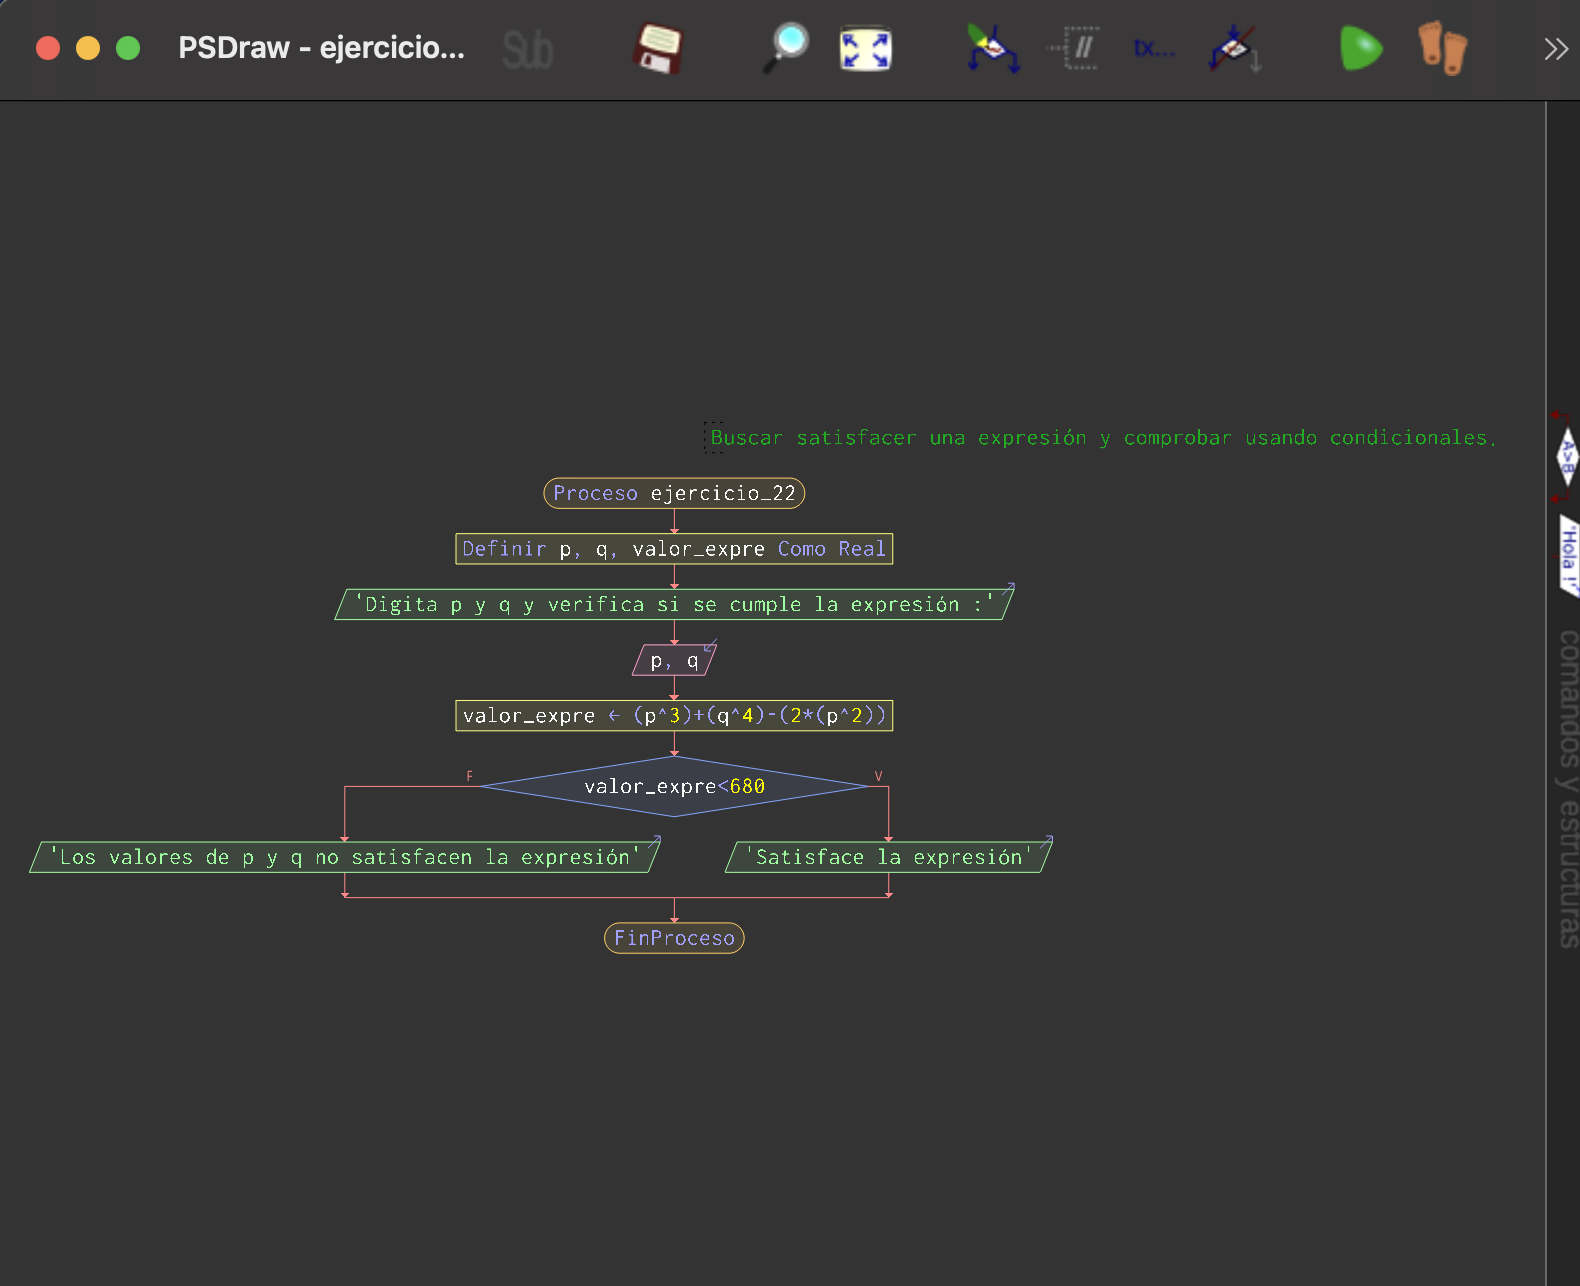 PSDraw - ejercicio...
Sub
//
tx...
Buscar satisfacer una expresión y comprobar usando condicionales.
Proceso ejercicio_22
Definir p, q, valor_expre Como Real
'Digita p y q y verifica si se cumple la expresión :'
p, q
valor_expre ← (p^3)+(q^4)-(2*(p^2))
F
valor_expre<680
V
'Los valores de p y q no satisfacen la expresión'
'Satisface la expresión'
FinProceso
A>B
"Hola !"
comandos y estructuras